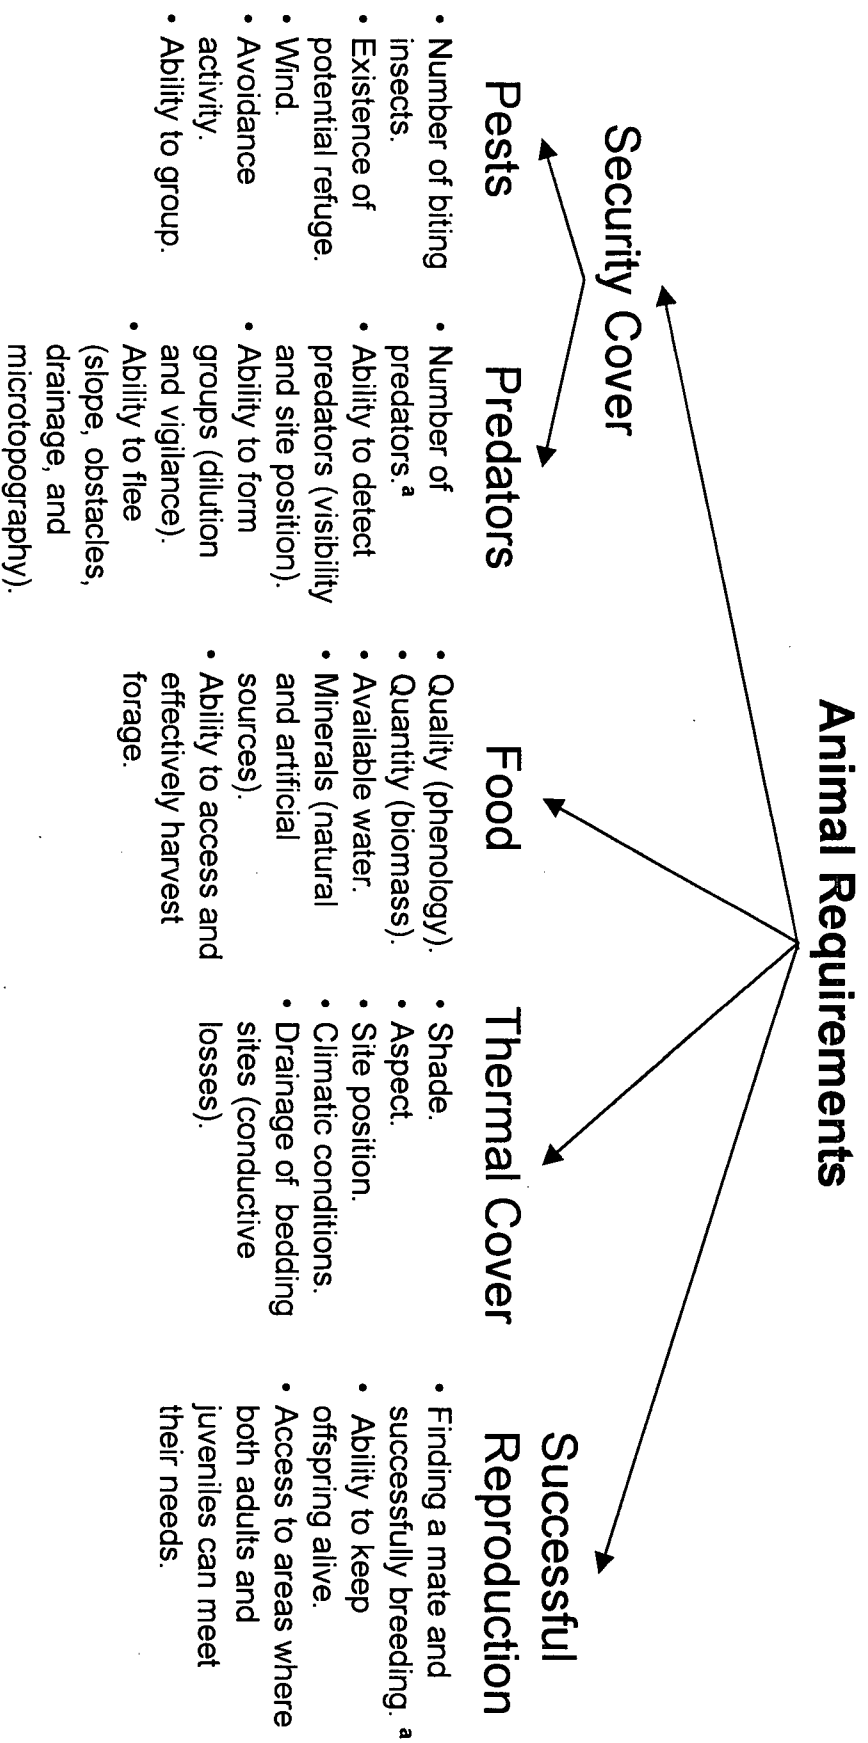 Animal Requirements
Security Cover
Pests
• Number of biting
insects.
• Existence of
potential refuge.
• Wind.
• Avoidance
activity.
• Ability to group.
Predators
• Number of
predators.ª
• Ability to detect
predators (visibility
and site position).
• Ability to form
groups (dilution
and vigilance).
• Ability to flee
(slope, obstacles,
drainage, and
microtopography).
Food
• Quality (phenology).
• Quantity (biomass).
• Available water.
• Minerals (natural
and artificial
sources).
• Ability to access and
effectively harvest
forage.
Thermal Cover
• Shade.
• Aspect.
• Site position.
• Climatic conditions.
• Drainage of bedding
sites (conductive
losses).
Successful
Reproduction
• Finding a mate and
successfully breeding. ª
• Ability to keep
offspring alive.
• Access to areas where
both adults and
juveniles can meet
their needs.